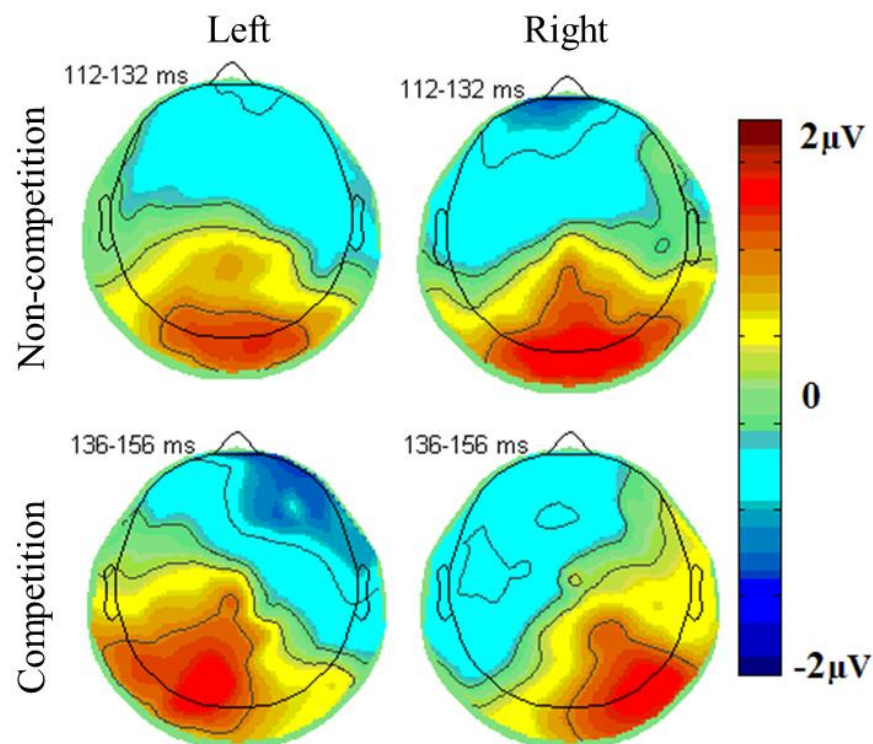 Left Right
112-132 ms 112-132 ms
Non-competition
2μV
0
-2μV
136-156 ms 136-156 ms
Competition